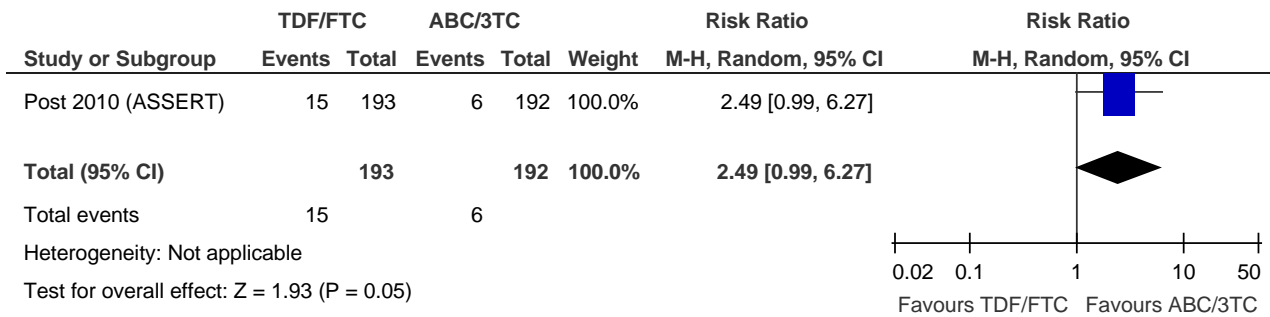 TDF/FTC ABC/3TC Risk Ratio Risk Ratio
Study or Subgroup Events Total Events Total Weight M-H, Random, 95% CI M-H, Random, 95% CI
Post 2010 (ASSERT) 15 193 6 192 100.0% 2.49 [0.99, 6.27]
Total (95% CI) 193 192 100.0% 2.49 [0.99, 6.27]
Total events 15 6
Heterogeneity: Not applicable
Test for overall effect: Z = 1.93 (P = 0.05)
0.02 0.1 1 10 50
Favours TDF/FTC Favours ABC/3TC